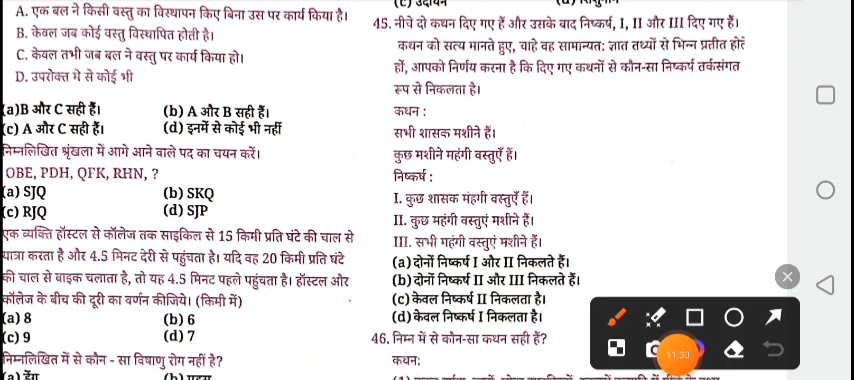 A. एक बल ने किसी वस्तु का विस्थापन किए बिना उस पर कार्य किया है।
B. केवल जब कोई वस्तु विस्थापित होती है।
C. केवल तभी जब बल ने वस्तु पर कार्य किया हो।
D. उपरोक्त में से कोई भी
(a)B और C सही हैं। (b) A और B सही हैं।
(c) A और C सही हैं। (d) इनमें से कोई भी नहीं
निम्नलिखित श्रृंखला में आगे आने वाले पद का चयन करें।
OBE, PDH, QFK, RHN, ?
(a) SJQ (b) SKQ
(c) RJQ (d) SJP
एक व्यक्ति हॉस्टल से कॉलेज तक साइकिल से 15 किमी प्रति घंटे की चाल से
यात्रा करता है और 4.5 मिनट देरी से पहुंचता है। यदि वह 20 किमी प्रति घंटे
की चाल से बाइक चलाता है, तो यह 4.5 मिनट पहले पहुंचता है। हॉस्टल और
कॉलेज के बीच की दूरी का वर्णन कीजिये। (किमी में)
(a) 8 (b) 6
(c) 9 (d) 7
निम्नलिखित में से कौन - सा विषाणु रोग नहीं है?
(a) डेंगू
45. नीचे दो कथन दिए गए हैं और उसके बाद निष्कर्ष, I, II और III दिए गए हैं।
कथन को सत्य मानते हुए, चाहे वह सामान्यत: ज्ञात तथ्यों से भिन्न प्रतीत होते
हों, आपको निर्णय करना है कि दिए गए कथनों से कौन-सा निष्कर्ष तर्कसंगत
रूप से निकलता है।
कथन :
सभी शासक मशीने हैं।
कुछ मशीने महंगी वस्तुएँ हैं।
निष्कर्ष :
I. कुछ शासक मंहगी वस्तुएँ हैं।
II. कुछ महंगी वस्तुएं मशीने हैं।
III. सभी महंगी वस्तुएं मशीने हैं।
(a) दोनों निष्कर्ष I और II निकलते हैं।
(b) दोनों निष्कर्ष II और III निकलते हैं।
(c) केवल निष्कर्ष II निकलता है।
(d) केवल निष्कर्ष I निकलता है।
46. निम्न में से कौन-सा कथन सही हैं?
कथन:
11:30